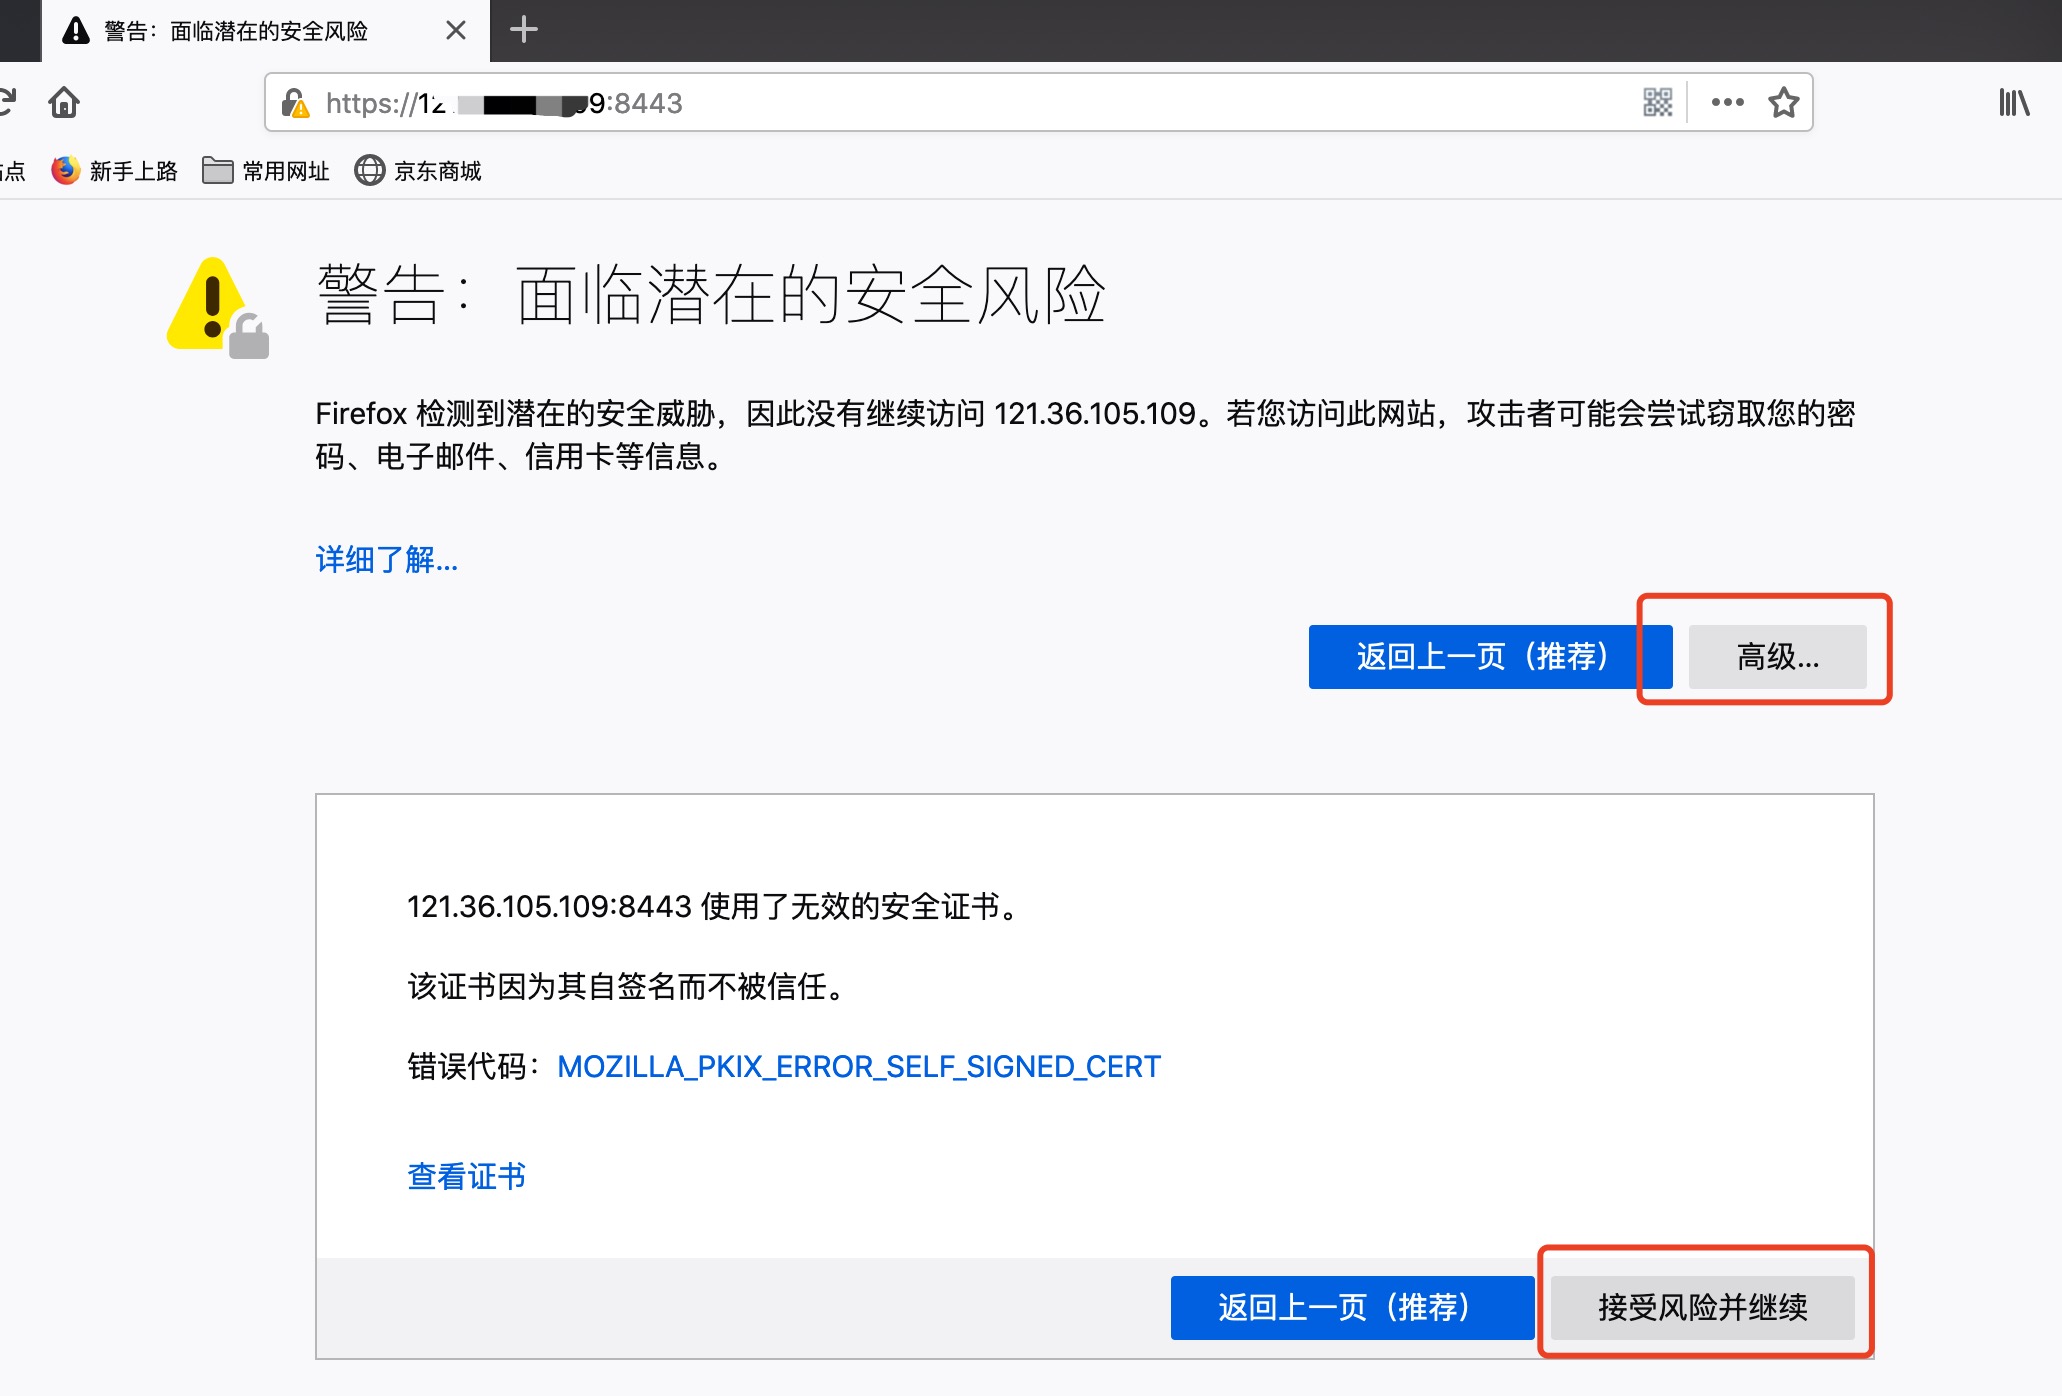 警告：面临潜在的安全风险
https://12 9:8443
点 新手上路 常用网址 京东商城
警告：面临潜在的安全风险
Firefox 检测到潜在的安全威胁，因此没有继续访问 121.36.105.109。若您访问此网站，攻击者可能会尝试窃取您的密
码、电子邮件、信用卡等信息。
详细了解...
返回上一页（推荐） 高级...
121.36.105.109:8443 使用了无效的安全证书。
该证书因为其自签名而不被信任。
错误代码：MOZILLA_PKIX_ERROR_SELF_SIGNED_CERT
查看证书
返回上一页（推荐） 接受风险并继续